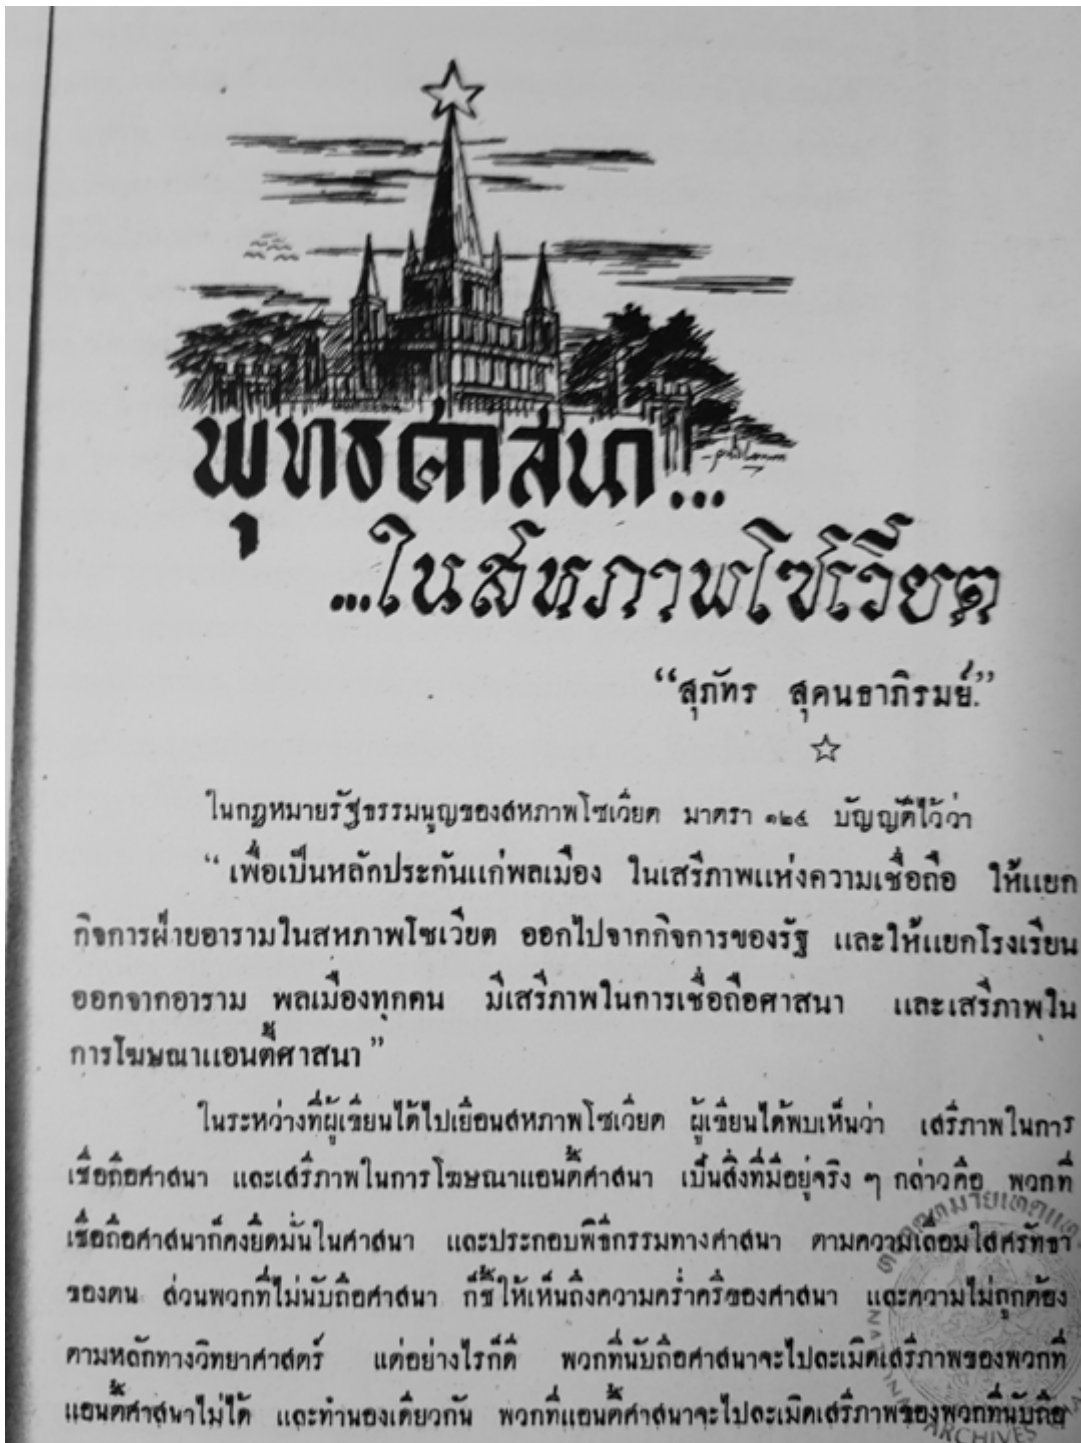 พุทธศาสนา...
...ในสหภาพโซเวียต
“สุภัทร สุคนธาภิรมย์.”
ในกฎหมายรัฐธรรมนูญของสหภาพโซเวียต มาตรา ๑๒๔ บัญญัติไว้ว่า
“ เพื่อเป็นหลักประกันแก่พลเมือง ในเสรีภาพแห่งความเชื่อถือ ให้แยก
กิจการฝ่ายอารามในสหภาพโซเวียต ออกไปจากกิจการของรัฐ และให้แยกโรงเรียน
ออกจากอาราม พลเมืองทุกคน มีเสรีภาพในการเชื่อถือศาสนา และเสรีภาพใน
การโฆษณาแอนตี้ศาสนา ”
ในระหว่างที่ผู้เขียนได้ไปเยือนสหภาพโซเวียต ผู้เขียนได้พบเห็นว่า เสรีภาพในการ
เชื่อถือศาสนา และเสรีภาพในการโฆษณาแอนตี้ศาสนา เป็นสิ่งที่มีอยู่จริง ๆ กล่าวคือ พวกที่
เชื่อถือศาสนาก็คงยึดมั่นในศาสนา และประกอบพิธีกรรมทางศาสนา ตามความเลื่อมใสศรัทธา
ของตน ส่วนพวกที่ไม่นับถือศาสนา ก็ชี้ให้เห็นถึงความคร่ำคริของศาสนา และความไม่ถูกต้อง
ตามหลักทางวิทยาศาสตร์ แต่อย่างไรก็ดี พวกที่นับถือศาสนาจะไปละเมิดเสรีภาพของพวกที่
แอนตี้ศาสนาไม่ได้ และทำนองเดียวกัน พวกที่แอนตี้ศาสนาจะไปละเมิดเสรีภาพของพวกที่นับถือ